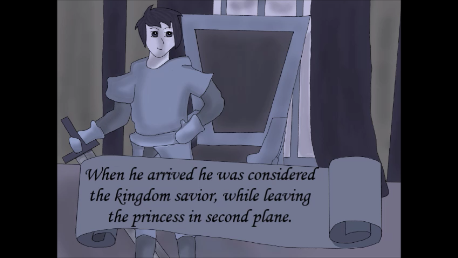 When he arrived he was considered
the kingdom savior, while leaving
the princess in second plane.